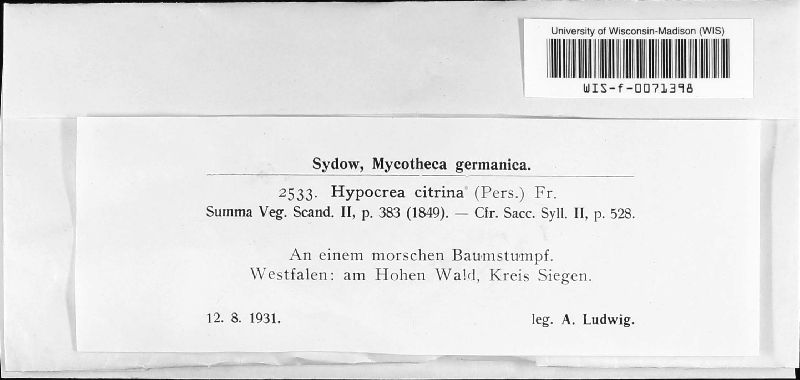 University of Wisconsin-Madison (WIS)
WIS-f-0071398
Sydow, Mycotheca germanica.
2533. Hypocrea citrina (Pers.) Fr.
Summa Veg. Scand. II, p. 383 (1849). — Cfr. Sacc. Syll. II, p. 528.
An einem morschen Baumstumpf.
Westfalen: am Hohen Wald, Kreis Siegen.
12. 8. 1931. leg. A. Ludwig.